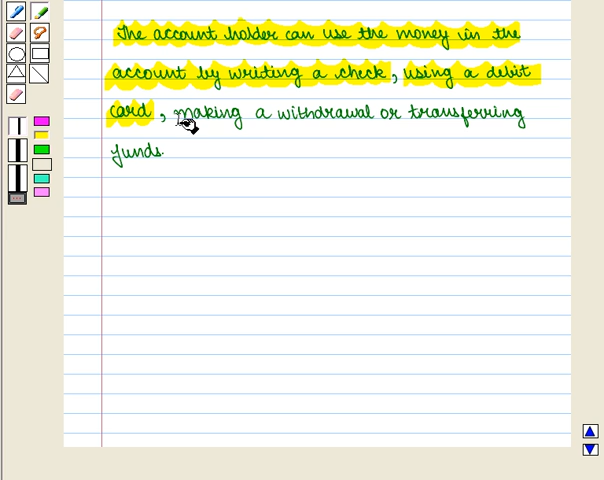 The account holder can use the money in the
account by writing a check, using a debit
card, making a withdrawal or transferring
funds.